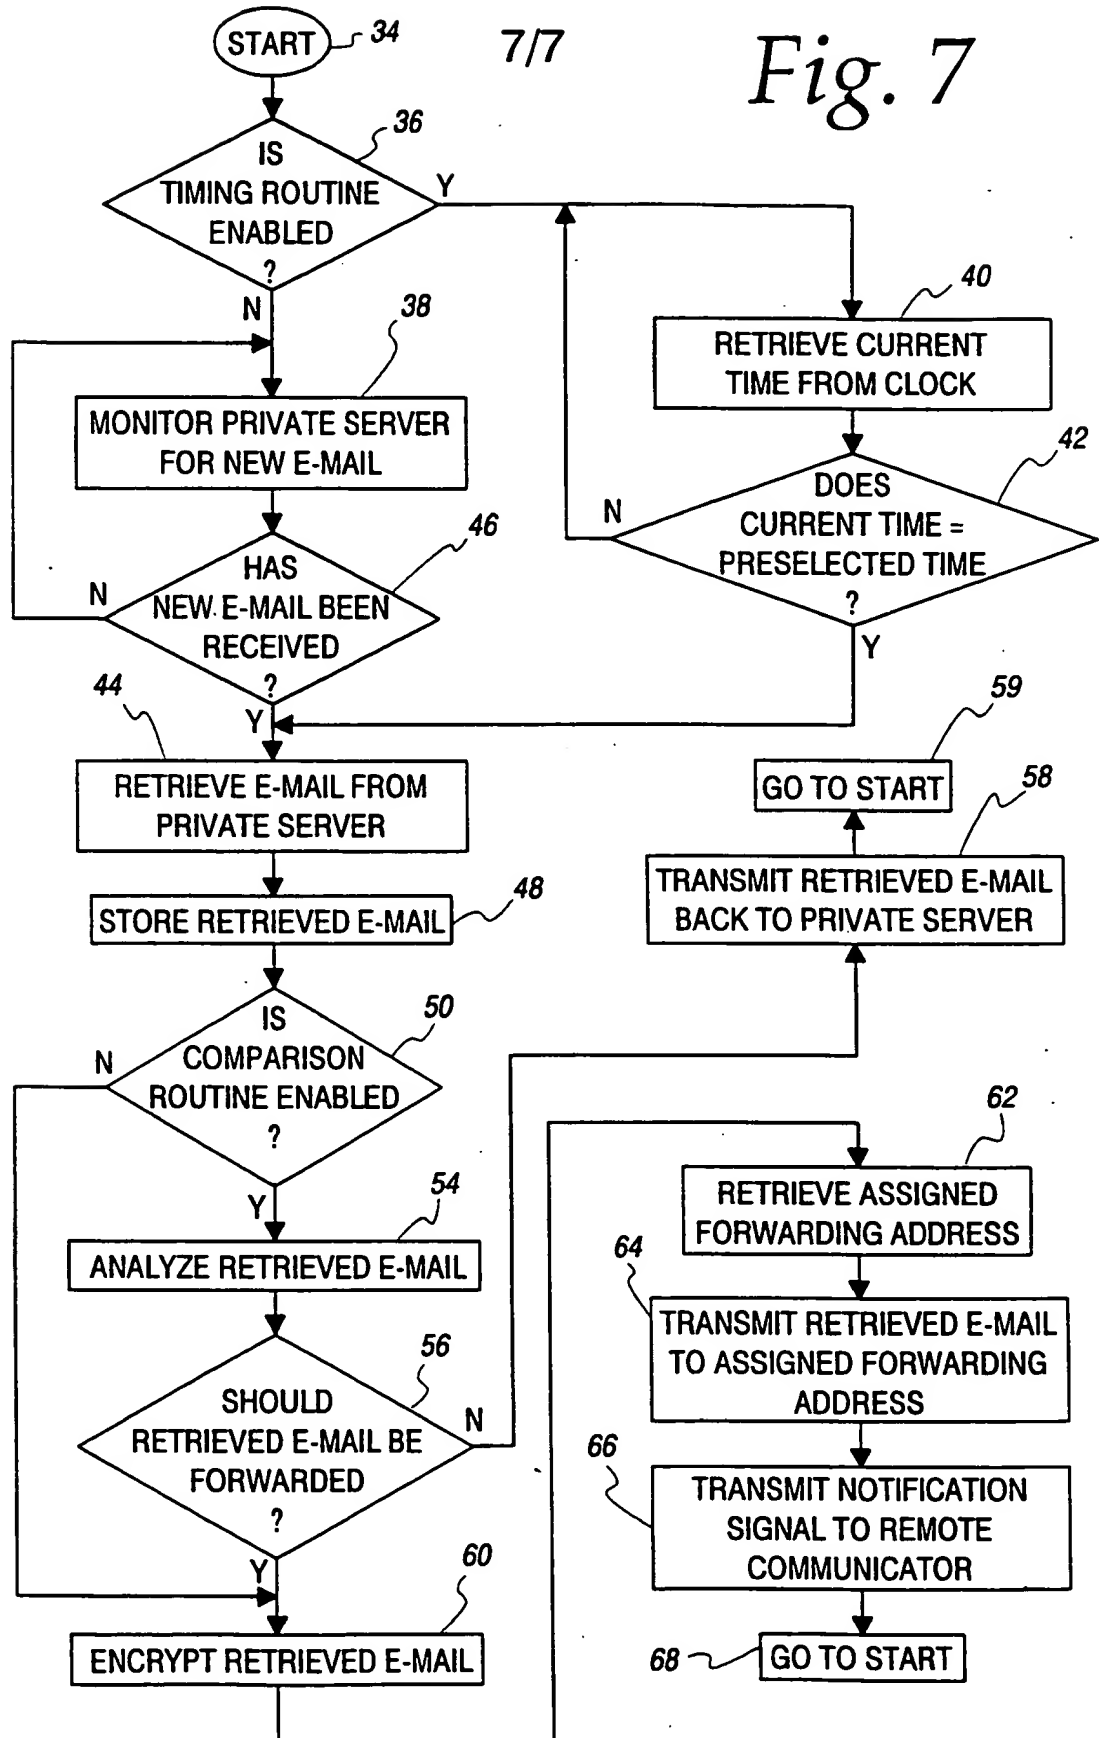 START
34
7/7
Fig. 7
36
IS
TIMING ROUTINE
ENABLED
?
Y
N
38
MONITOR PRIVATE SERVER
FOR NEW E-MAIL
46
HAS
NEW E-MAIL BEEN
RECEIVED
?
N
Y
40
RETRIEVE CURRENT
TIME FROM CLOCK
42
DOES
CURRENT TIME =
PRESELECTED TIME
?
N
Y
44
RETRIEVE E-MAIL FROM
PRIVATE SERVER
STORE RETRIEVED E-MAIL
48
50
IS
COMPARISON
ROUTINE ENABLED
?
N
Y
54
ANALYZE RETRIEVED E-MAIL
56
SHOULD
RETRIEVED E-MAIL BE
FORWARDED
?
N
Y
60
ENCRYPT RETRIEVED E-MAIL
59
GO TO START
58
TRANSMIT RETRIEVED E-MAIL
BACK TO PRIVATE SERVER
62
RETRIEVE ASSIGNED
FORWARDING ADDRESS
64
TRANSMIT RETRIEVED E-MAIL
TO ASSIGNED FORWARDING
ADDRESS
66
TRANSMIT NOTIFICATION
SIGNAL TO REMOTE
COMMUNICATOR
68
GO TO START